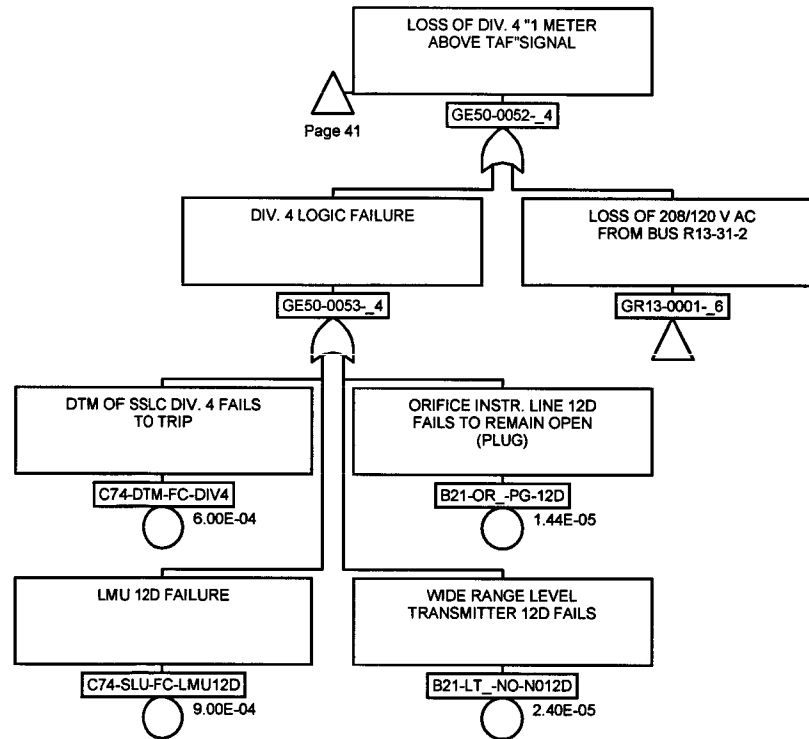 LOSS OF DIV. 4 "1 METER
ABOVE TAF"SIGNAL
Page 41
GE50-0052-_4
DIV. 4 LOGIC FAILURE
LOSS OF 208/120 V AC
FROM BUS R13-31-2
GE50-0053-_4
GR13-0001-_6
DTM OF SSLC DIV. 4 FAILS
TO TRIP
ORIFICE INSTR. LINE 12D
FAILS TO REMAIN OPEN
(PLUG)
C74-DTM-FC-DIV4
6.00E-04
B21-OR_-PG-12D
1.44E-05
LMU 12D FAILURE
WIDE RANGE LEVEL
TRANSMITTER 12D FAILS
C74-SLU-FC-LMU12D
9.00E-04
B21-LT_-NO-N012D
2.40E-05